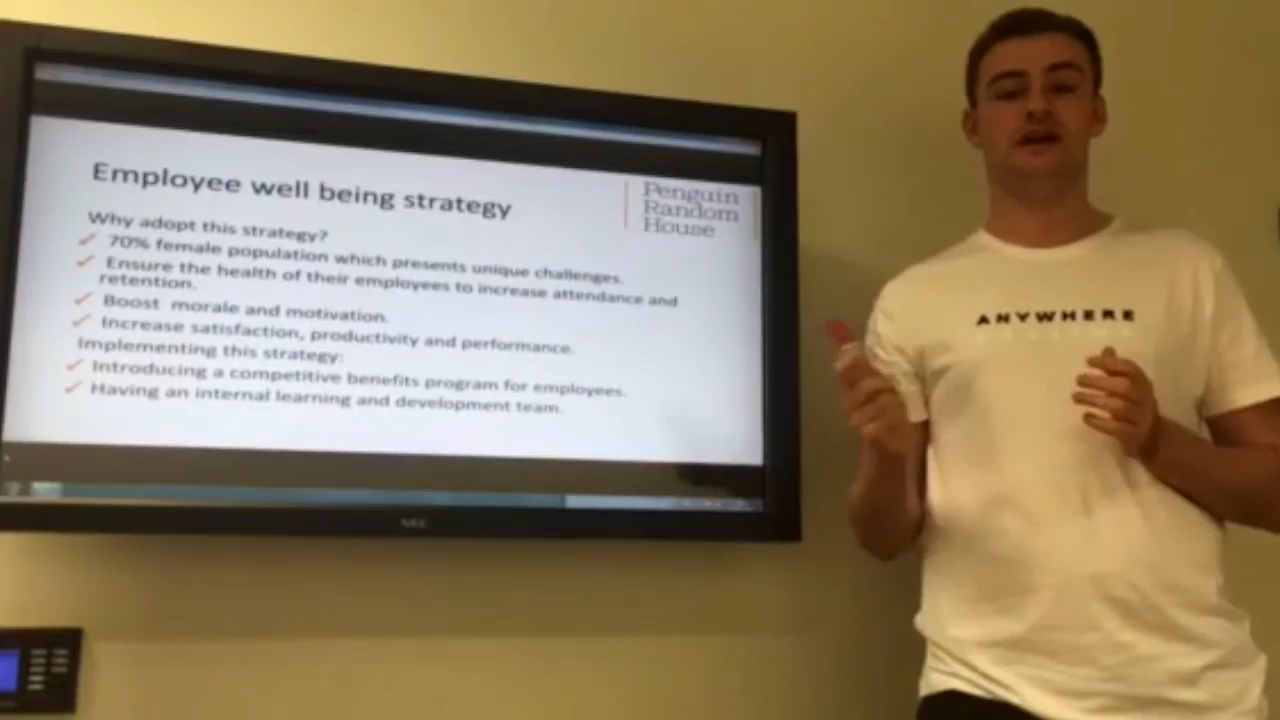 Employee well being strategy
Penguin
Random
House
Why adopt this strategy?
70% female population which presents unique challenges.
Ensure the health of their employees to increase attendance and
retention.
Boost morale and motivation.
Increase satisfaction, productivity and performance.
Implementing this strategy:
Introducing a competitive benefits program for employees.
Having an internal learning and development team.
NEC
ANYWHERE